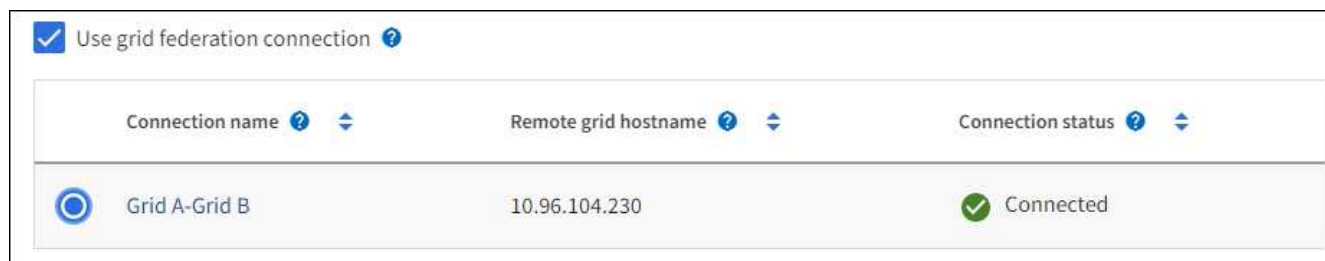 Use grid federation connection
Connection name Remote grid hostname Connection status
Grid A-Grid B 10.96.104.230 Connected